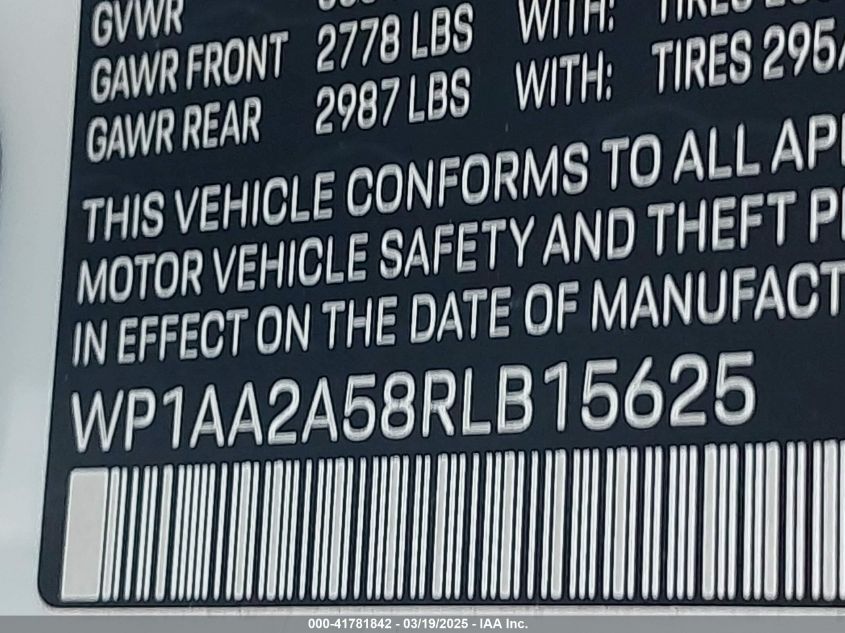 GVWR
GAWR FRONT 2778 LBS WITH: TIRES
GAWR REAR 2987 LBS WITH: TIRES 295/
THIS VEHICLE CONFORMS TO ALL
MOTOR VEHICLE SAFETY AND THEFT
IN EFFECT ON THE DATE OF MANUFACT
WP1AA2A58RLB15625
000-41781842 - 03/19/2025 - IAA Inc.